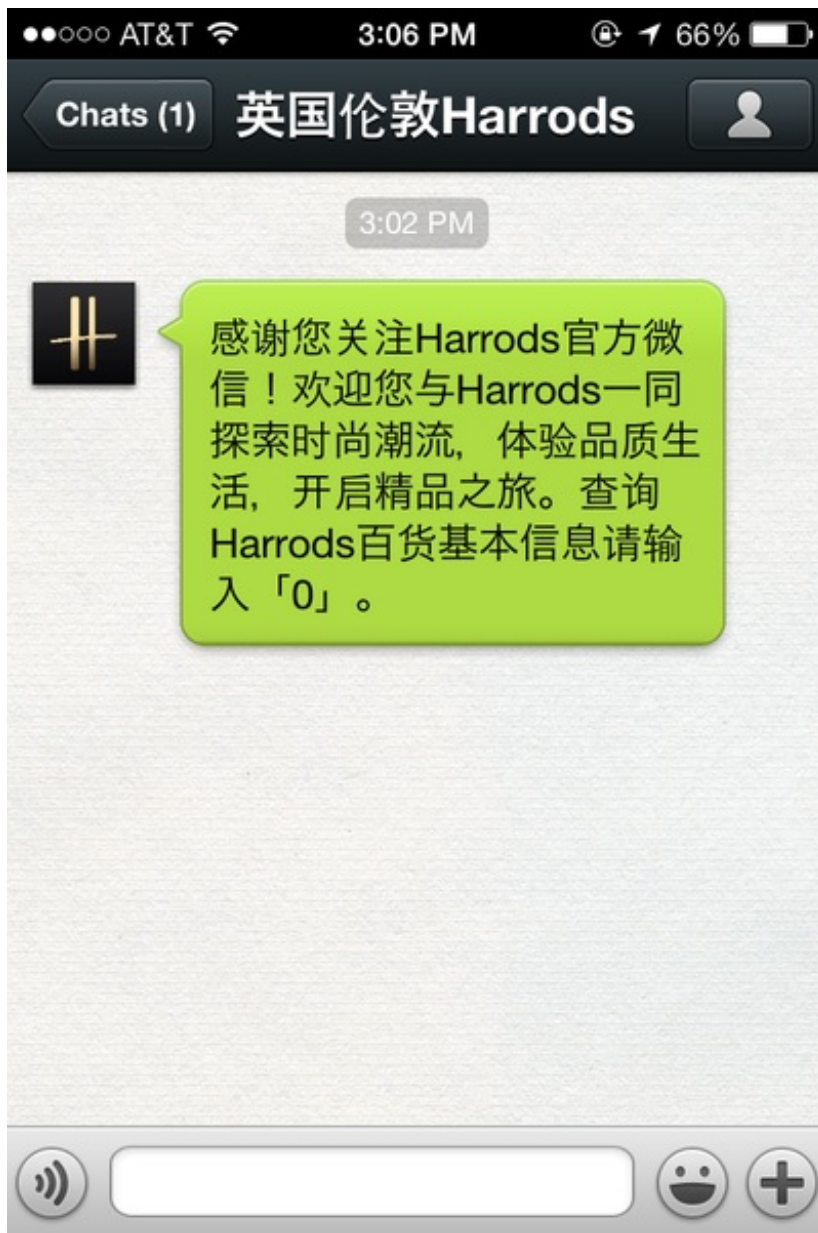 AT&T 3:06 PM 66%
Chats (1) 英国伦敦Harrods
3:02 PM
感谢您关注Harrods官方微
信！欢迎您与Harrods一同
探索时尚潮流，体验品质生
活，开启精品之旅。查询
Harrods百货基本信息请输
入「0」。